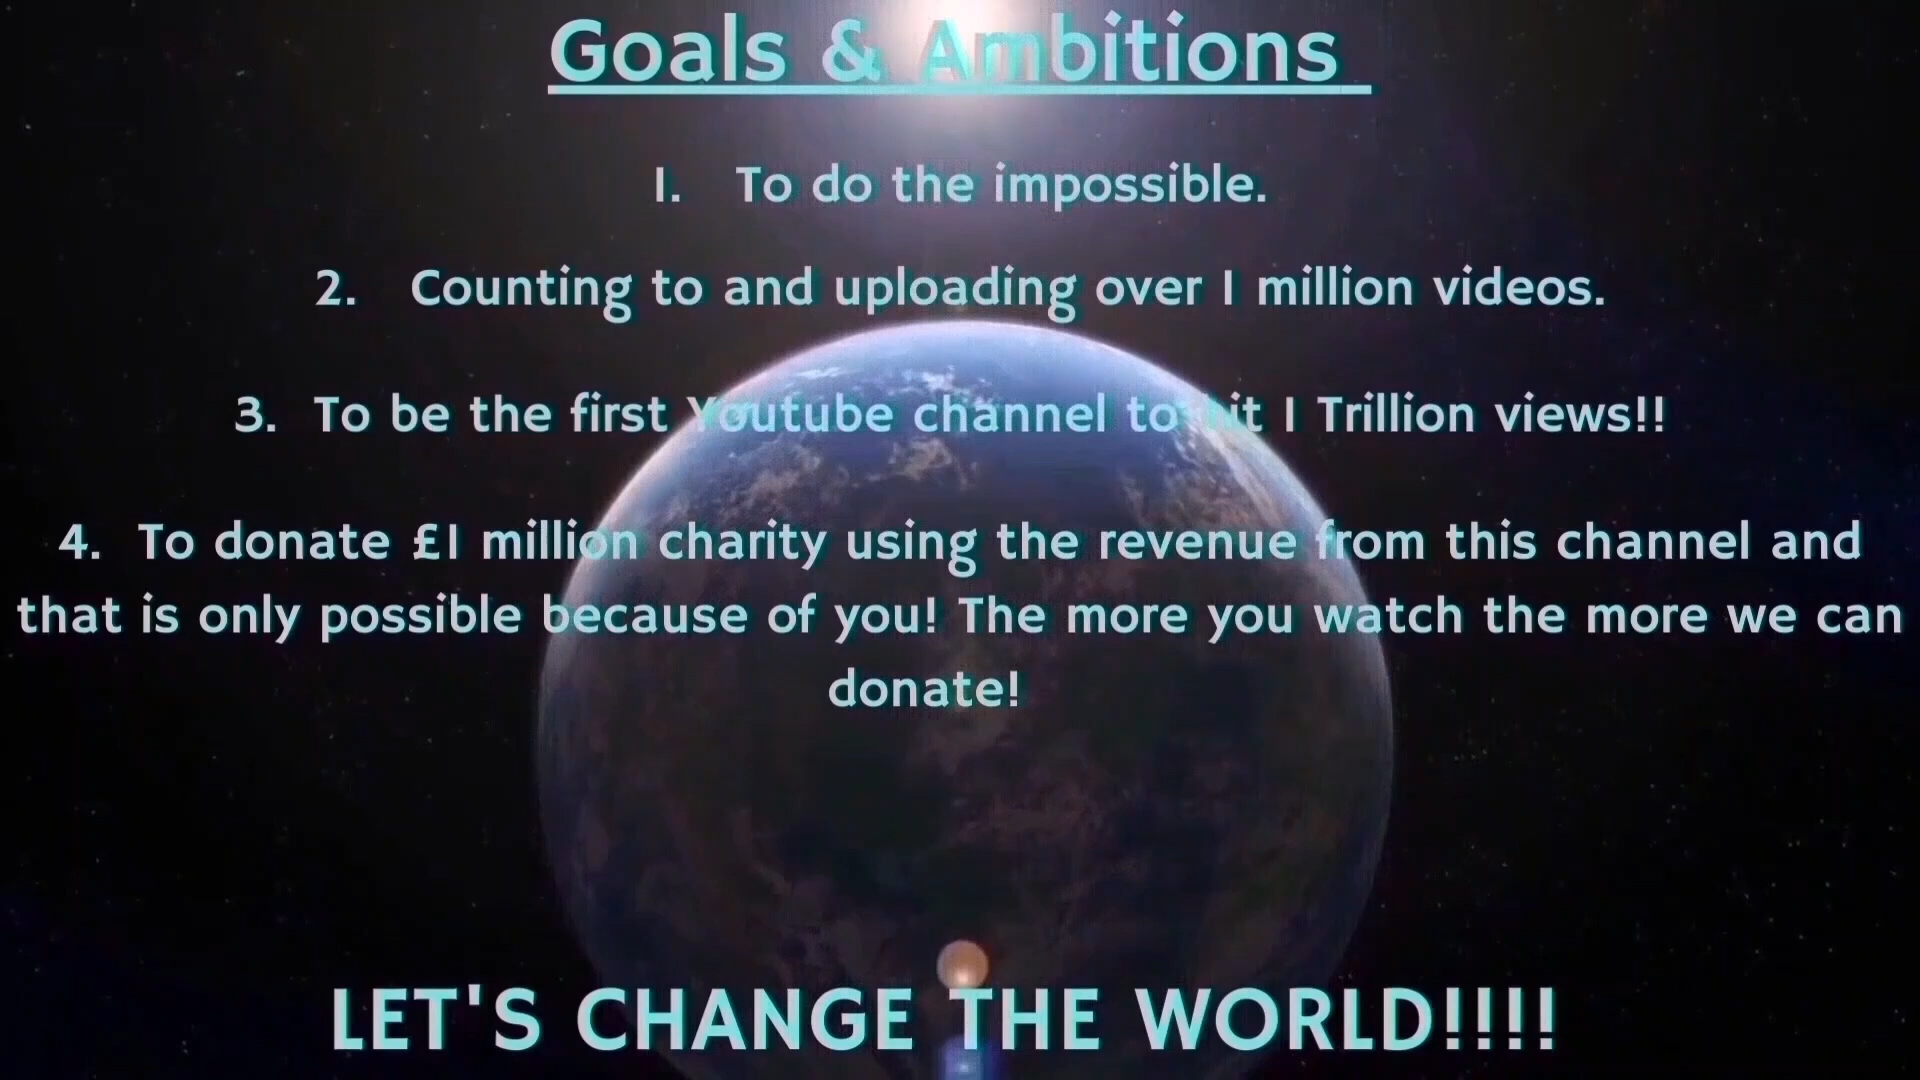 Goals & Ambitions
1. To do the impossible.
2. Counting to and uploading over 1 million videos.
3. To be the first Youtube channel to hit 1 Trillion views!!
4. To donate £1 million charity using the revenue from this channel and
that is only possible because of you! The more you watch the more we can
donate!
LET'S CHANGE THE WORLD!!!!